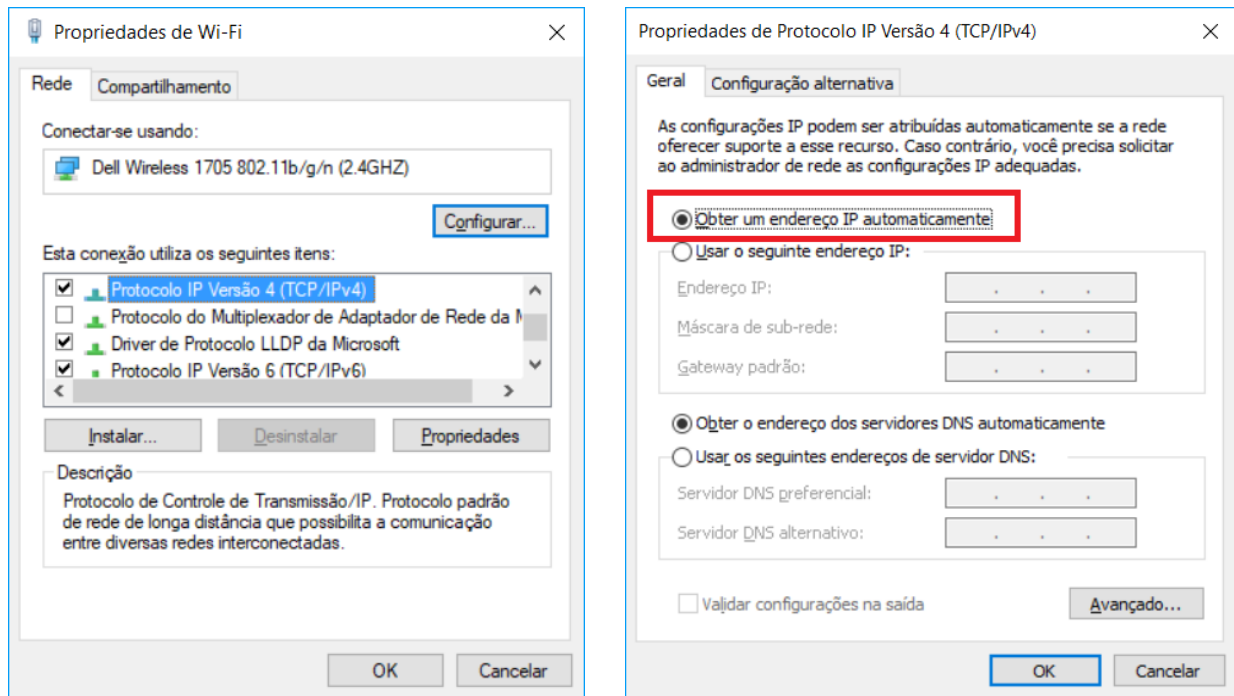 Propriedades de Wi-Fi
Rede
Compartilhamento
Conectar-se usando:
Dell Wireless 1705 802.11b/g/n (2.4GHZ)
Configurar...
Esta conexão utiliza os seguintes itens:
Protocolo IP Versão 4 (TCP/IPv4)
Protocolo do Multiplexador de Adaptador de Rede da
Driver de Protocolo LLDP da Microsoft
Protocolo IP Versão 6 (TCP/IPv6)
Instalar...
Desinstalar
Propriedades
Descrição
Protocolo de Controle de Transmissão/IP. Protocolo padrão
de rede de longa distância que possibilita a comunicação
entre diversas redes interconectadas.
OK
Cancelar
Propriedades de Protocolo IP Versão 4 (TCP/IPv4)
Geral
Configuração alternativa
As configurações IP podem ser atribuídas automaticamente se a rede
oferecer suporte a esse recurso. Caso contrário, você precisa solicitar
ao administrador de rede as configurações IP adequadas.
Obter um endereço IP automaticamente
Usar o seguinte endereço IP:
Endereço IP:
Máscara de sub-rede:
Gateway padrão:
Obter o endereço dos servidores DNS automaticamente
Usar os seguintes endereços de servidor DNS:
Servidor DNS preferencial:
Servidor DNS alternativo:
Validar configurações na saída
Avançado...
OK
Cancelar